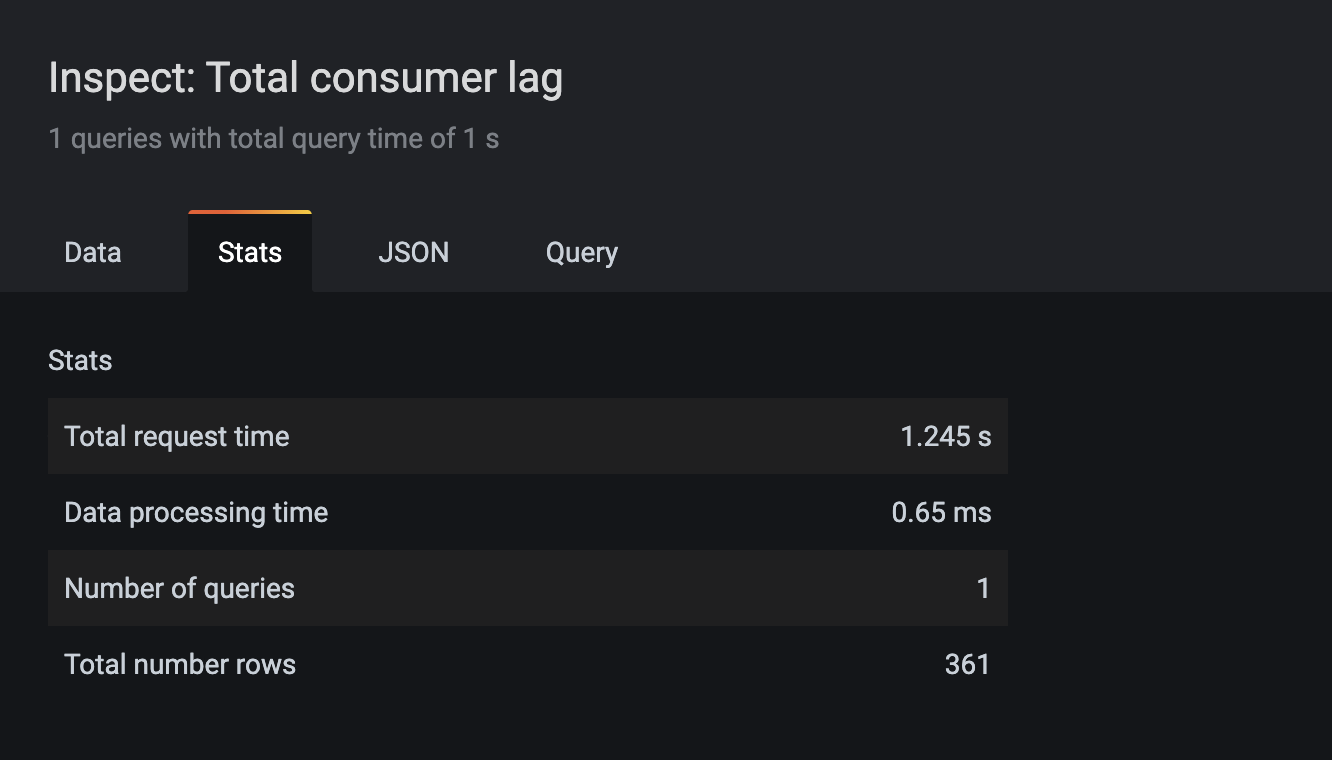 Inspect: Total consumer lag
1 queries with total query time of 1 s
Data Stats JSON Query
Stats
Total request time 1.245 s
Data processing time 0.65 ms
Number of queries 1
Total number rows 361